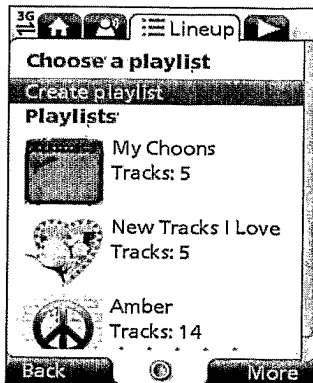 3G
Lineup
Choose a playlist
Create playlist
Playlists
My Choons
Tracks: 5
New Tracks I Love
Tracks: 5
Amber
Tracks: 14
Back
More